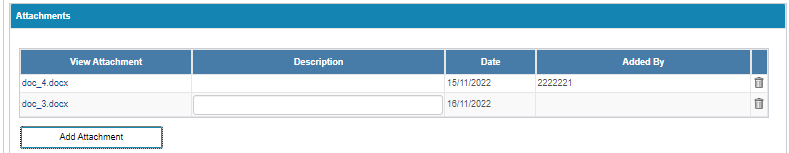 Attachments
View Attachment Description Date Added By
doc_4.docx 15/11/2022 2222221
doc_3.docx 16/11/2022
Add Attachment